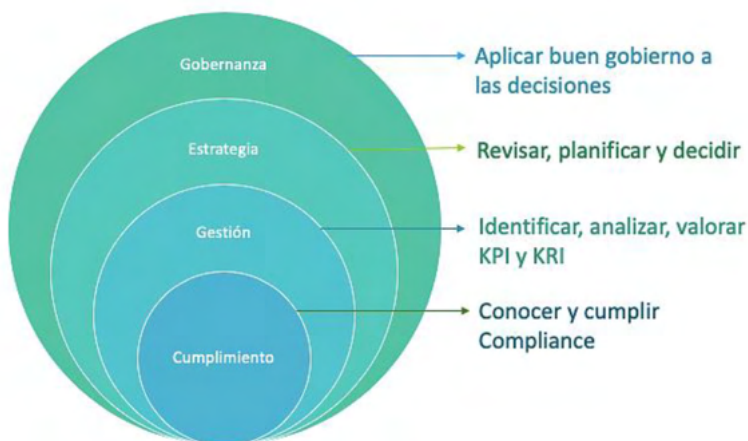 Gobernanza
Aplicar buen gobierno a
las decisiones
Estrategia
Revisar, planificar y decidir
Gestión
Identificar, analizar, valorar
KPI y KRI
Cumplimiento
Conocer y cumplir
Compliance